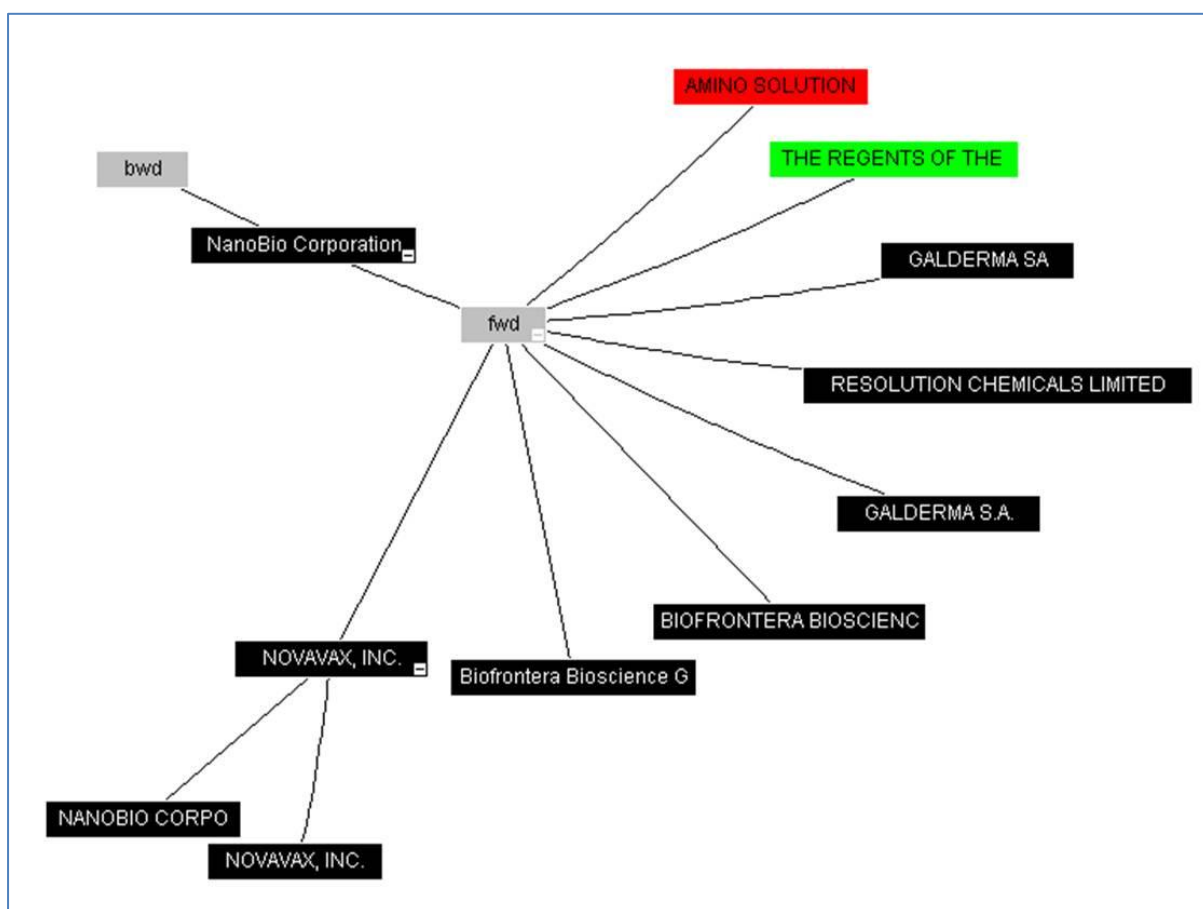 AMINO SOLUTION
bwd
THE REGENTS OF THE
NanoBio Corporation
GALDERMA SA
fwd
RESOLUTION CHEMICALS LIMITED
GALDERMA S.A.
BIOFRONTERA BIOSCIENC
NOVAVAX, INC.
Biofrontera Bioscience G
NANOBIO CORPO
NOVAVAX, INC.